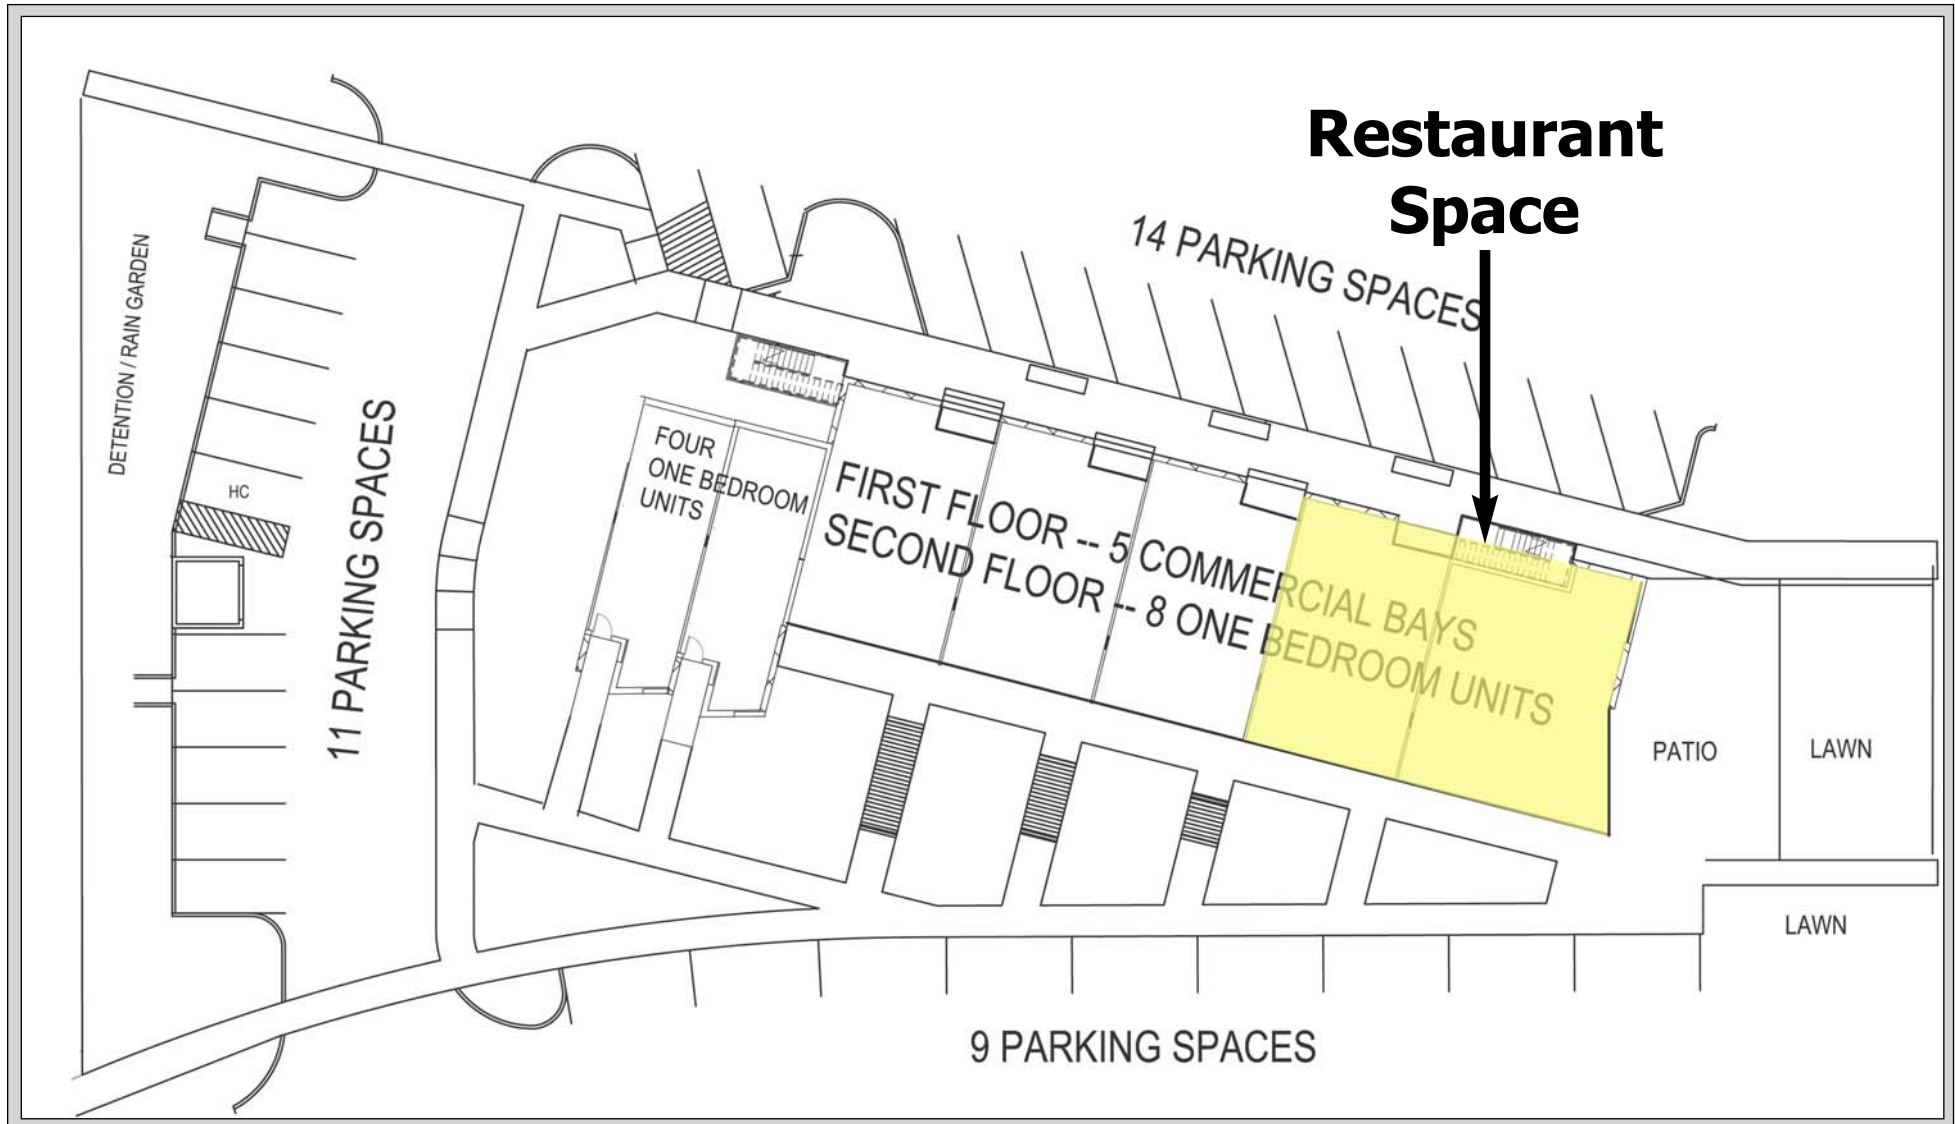 Restaurant
Space
14 PARKING SPACES
DETENTION / RAIN GARDEN
HC
11 PARKING SPACES
FOUR
ONE BEDROOM
UNITS
FIRST FLOOR -- 5 COMMERCIAL BAYS
SECOND FLOOR -- 8 ONE BEDROOM UNITS
PATIO
LAWN
LAWN
9 PARKING SPACES